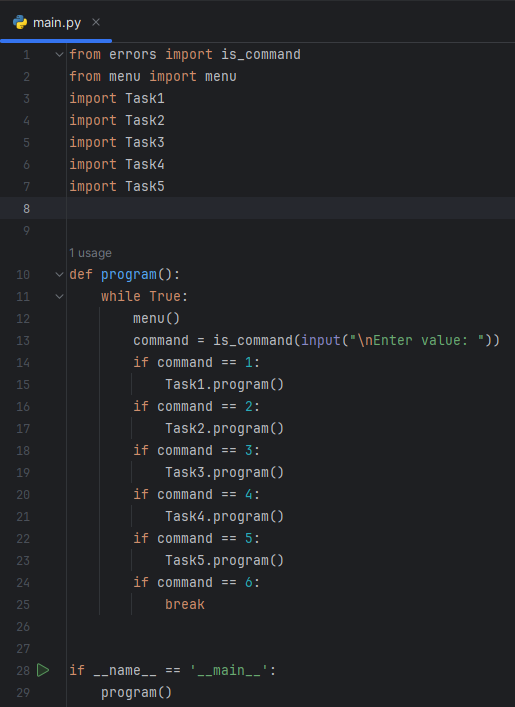 main.py ×
1 from errors import is_command
2 from menu import menu
3 import Task1
4 import Task2
5 import Task3
6 import Task4
7 import Task5
8
9
1 usage
10 def program():
11     while True:
12         menu()
13         command = is_command(input("\nEnter value: "))
14         if command == 1:
15             Task1.program()
16         if command == 2:
17             Task2.program()
18         if command == 3:
19             Task3.program()
20         if command == 4:
21             Task4.program()
22         if command == 5:
23             Task5.program()
24         if command == 6:
25             break
26
27
28 if __name__ == '__main__':
29     program()